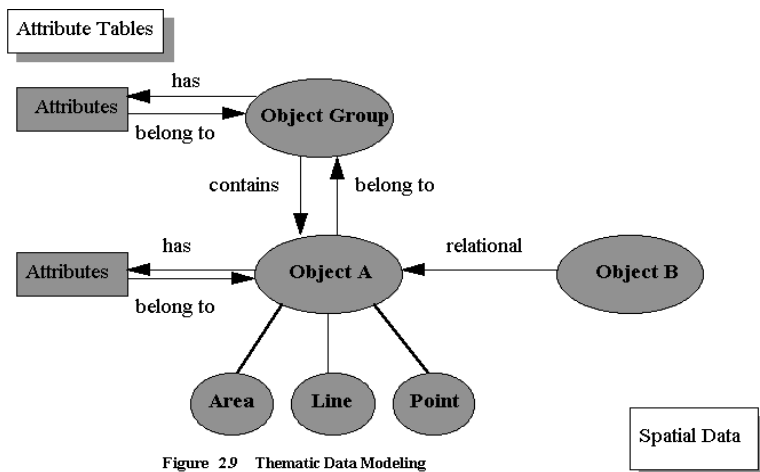 Attribute Tables
has
Attributes
Object Group
belong to
contains
belong to
has
relational
Attributes
Object A
Object B
belong to
Area
Line
Point
Spatial Data
Figure 2.9 Thematic Data Modeling